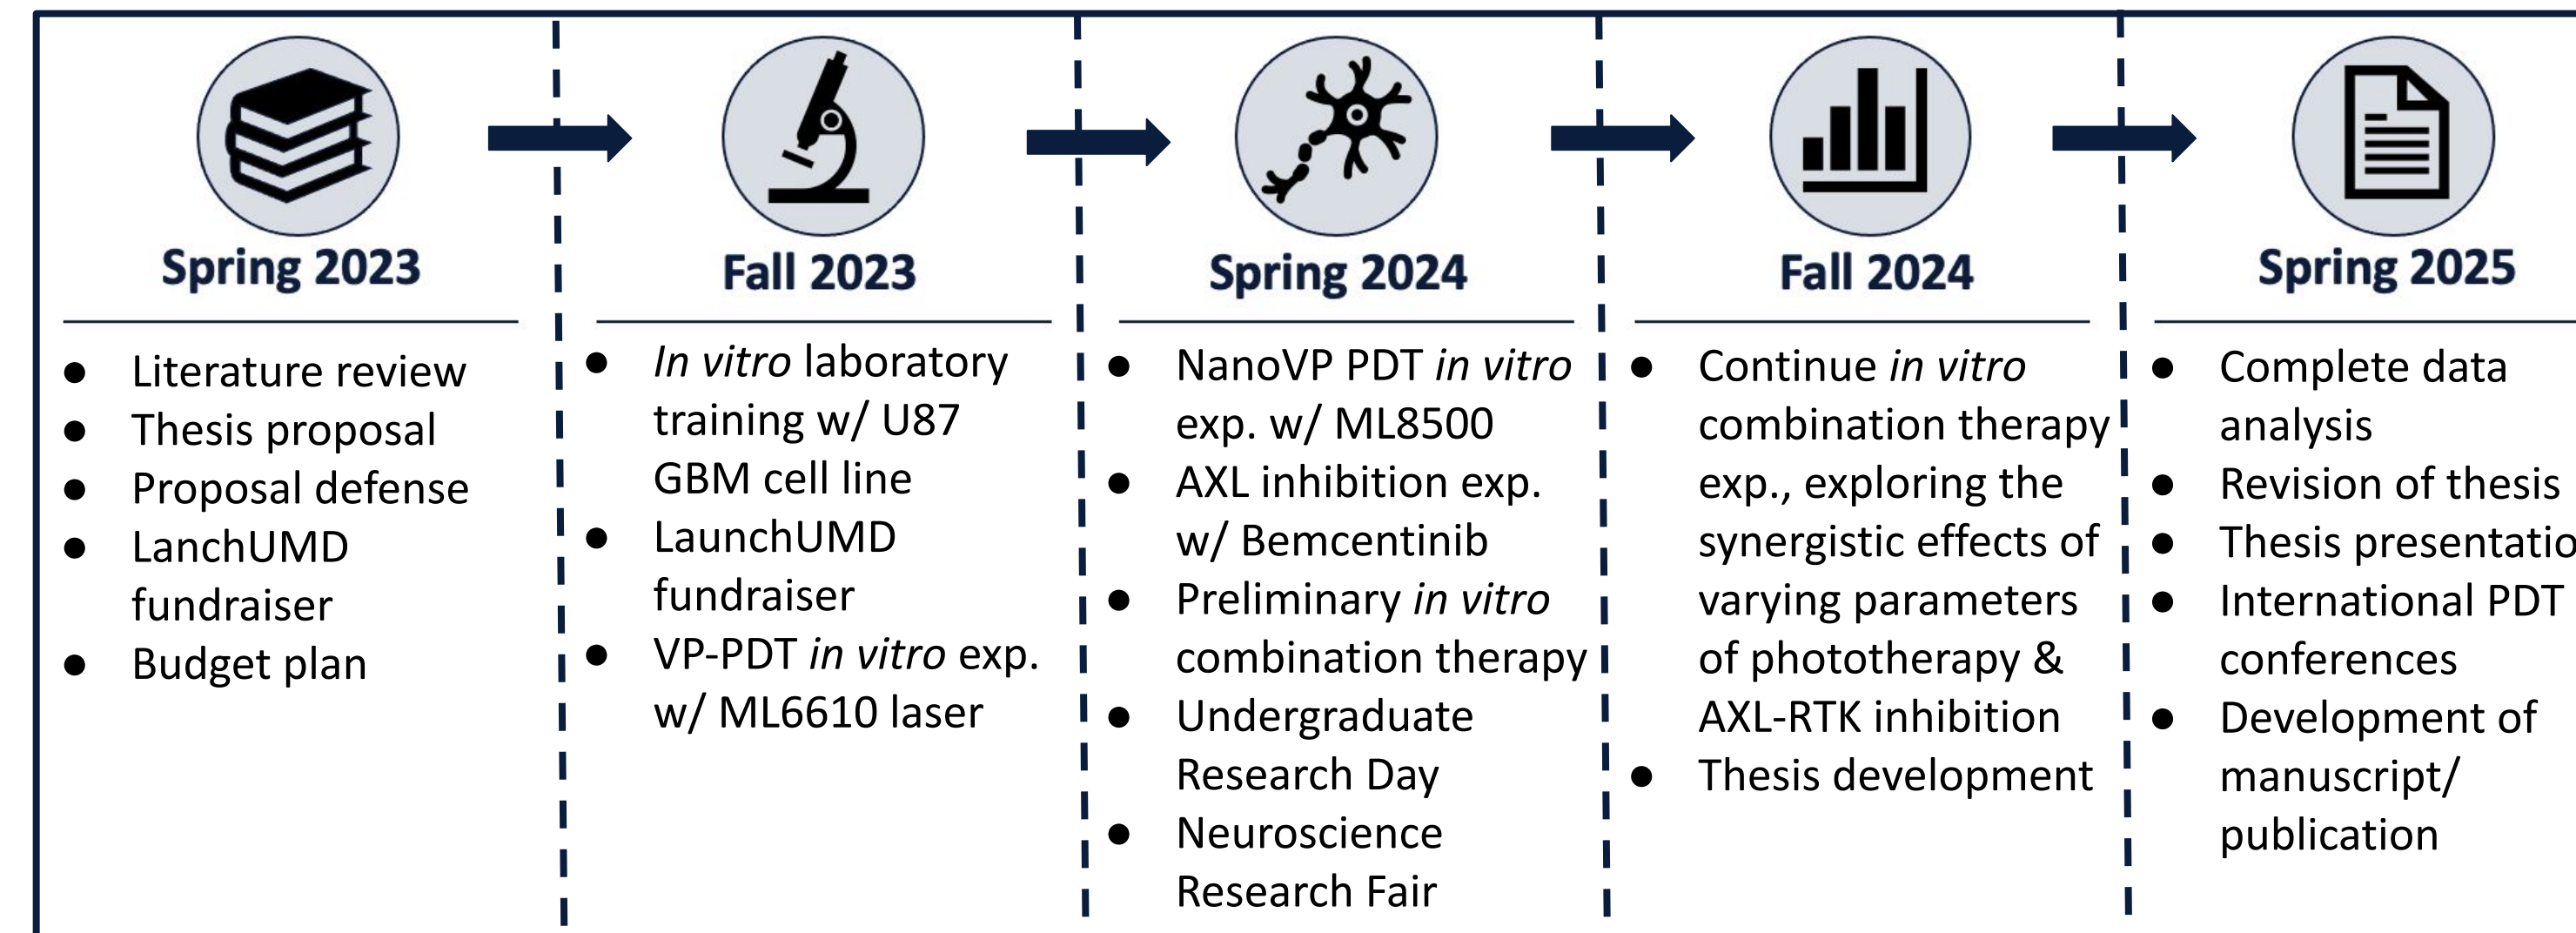 Spring 2023
● Literature review
● Thesis proposal
● Proposal defense
● LanchUMD
fundraiser
● Budget plan
Fall 2023
● In vitro laboratory
training w/ U87
GBM cell line
● LaunchUMD
fundraiser
● VP-PDT in vitro exp.
w/ ML6610 laser
Spring 2024
● NanoVP PDT in vitro
exp. w/ ML8500
● AXL inhibition exp.
w/ Bemcentinib
● Preliminary in vitro
combination therapy
● Undergraduate
Research Day
● Neuroscience
Research Fair
Fall 2024
● Continue in vitro
combination therapy
exp., exploring the
synergistic effects of
varying parameters
of phototherapy &
AXL-RTK inhibition
● Thesis development
Spring 2025
● Complete data
analysis
● Revision of thesis
● Thesis presentatio
● International PDT
conferences
● Development of
manuscript/
publication